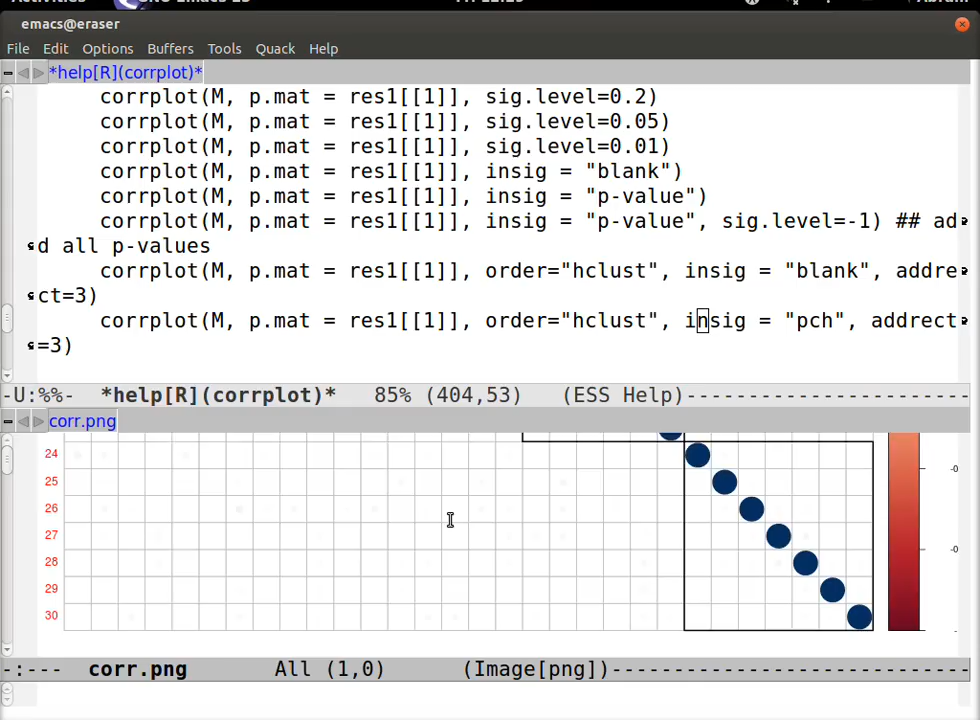 emacs@eraser
File Edit Options Buffers Tools Quack Help
*help[R](corrplot)*
corrplot(M, p.mat = res1[[1]], sig.level=0.2)
corrplot(M, p.mat = res1[[1]], sig.level=0.05)
corrplot(M, p.mat = res1[[1]], sig.level=0.01)
corrplot(M, p.mat = res1[[1]], insig = "blank")
corrplot(M, p.mat = res1[[1]], insig = "p-value")
corrplot(M, p.mat = res1[[1]], insig = "p-value", sig.level=-1) ## ad
d all p-values
corrplot(M, p.mat = res1[[1]], order="hclust", insig = "blank", addre
ct=3)
corrplot(M, p.mat = res1[[1]], order="hclust", insig = "pch", addrect
=3)
-U:%%- *help[R](corrplot)* 85% (404,53) (ESS Help)-----------------------
corr.png
24
25
26
27
28
29
30
-0
-0
-:--- corr.png All (1,0) (Image[png])-----------------------------